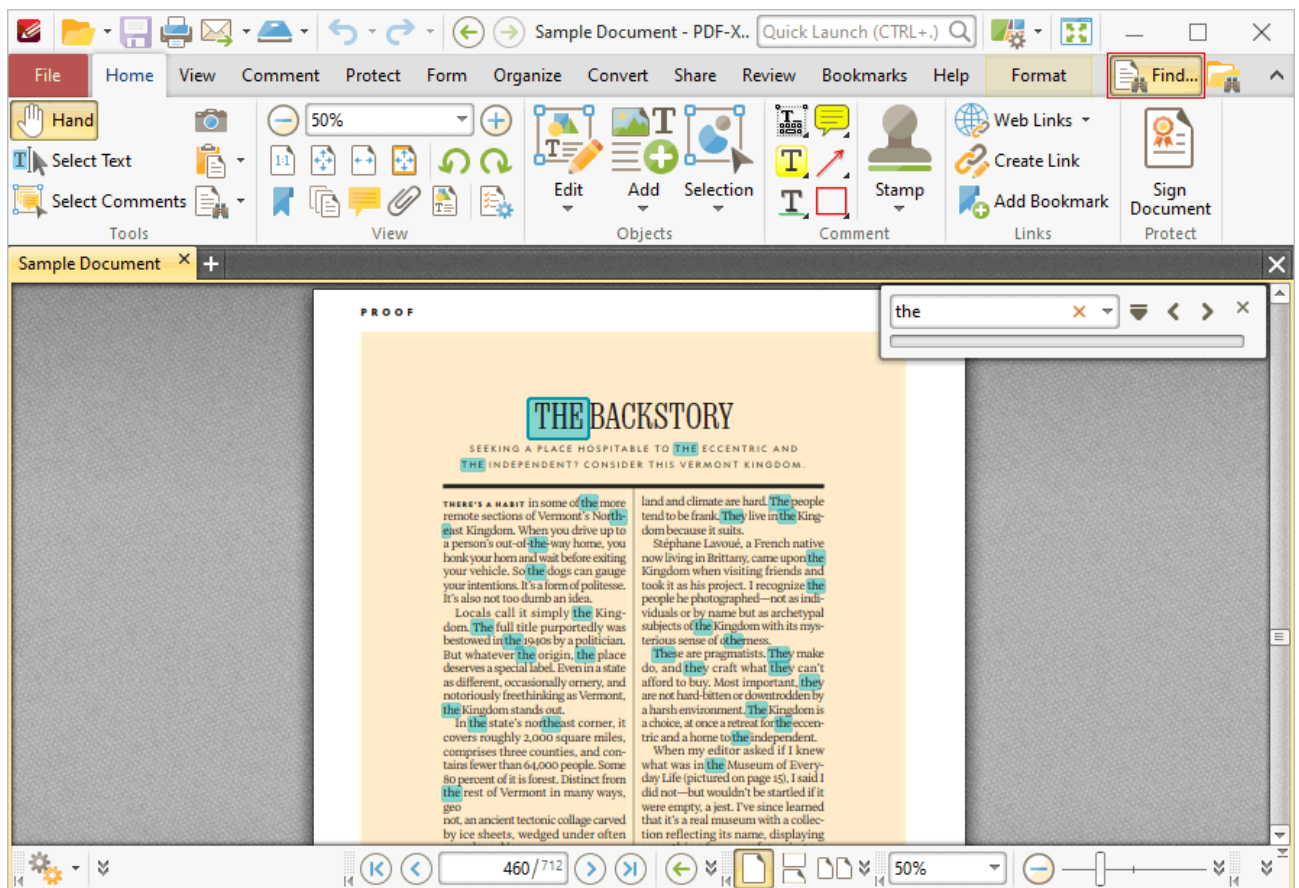 Sample Document - PDF-X.. Quick Launch (CTRL+.)
File Home View Comment Protect Form Organize Convert Share Review Bookmarks Help Format Find...
Hand 50% Web Links
Select Text 1:1 Create Link
Select Comments Edit Add Selection Stamp Add Bookmark Sign Document
Tools View Objects Comment Links Protect
Sample Document
the
PROOF
THE BACKSTORY
SEEKING A PLACE HOSPITABLE TO THE ECCENTRIC AND
THE INDEPENDENT? CONSIDER THIS VERMONT KINGDOM.
THERE'S A HABIT in some of the more
remote sections of Vermont's North-
east Kingdom. When you drive up to
a person's out-of-the-way home, you
honk your horn and wait before exiting
your vehicle. So the dogs can gauge
your intentions. It's a form of politesse.
It's also not too dumb an idea.
Locals call it simply the King-
dom. The full title purportedly was
bestowed in the 1940s by a politician.
But whatever the origin, the place
deserves a special label. Even in a state
as different, occasionally ornery, and
notoriously freethinking as Vermont,
the Kingdom stands out.
In the state's northeast corner, it
covers roughly 2,000 square miles,
comprises three counties, and con-
tains fewer than 64,000 people. Some
80 percent of it is forest. Distinct from
the rest of Vermont in many ways,
geo
not, an ancient tectonic collage carved
by ice sheets, wedged under often
land and climate are hard. The people
tend to be frank. They live in the King-
dom because it suits.
Stéphane Lavoué, a French native
now living in Brittany, came upon the
Kingdom when visiting friends and
took it as his project. I recognize the
people he photographed—not as indi-
viduals or by name but as archetypal
subjects of the Kingdom with its mys-
terious sense of otherness.
These are pragmatists. They make
do, and they craft what they can't
afford to buy. Most important, they
are not hard-bitten or downtrodden by
a harsh environment. The Kingdom is
a choice, at once a retreat for the eccen-
tric and a home to the independent.
When my editor asked if I knew
what was in the Museum of Every-
day Life (pictured on page 15), I said I
did not—but wouldn't be startled if it
were empty, a jest. I've since learned
that it's a real museum with a collec-
tion reflecting its name, displaying
460/712 50%